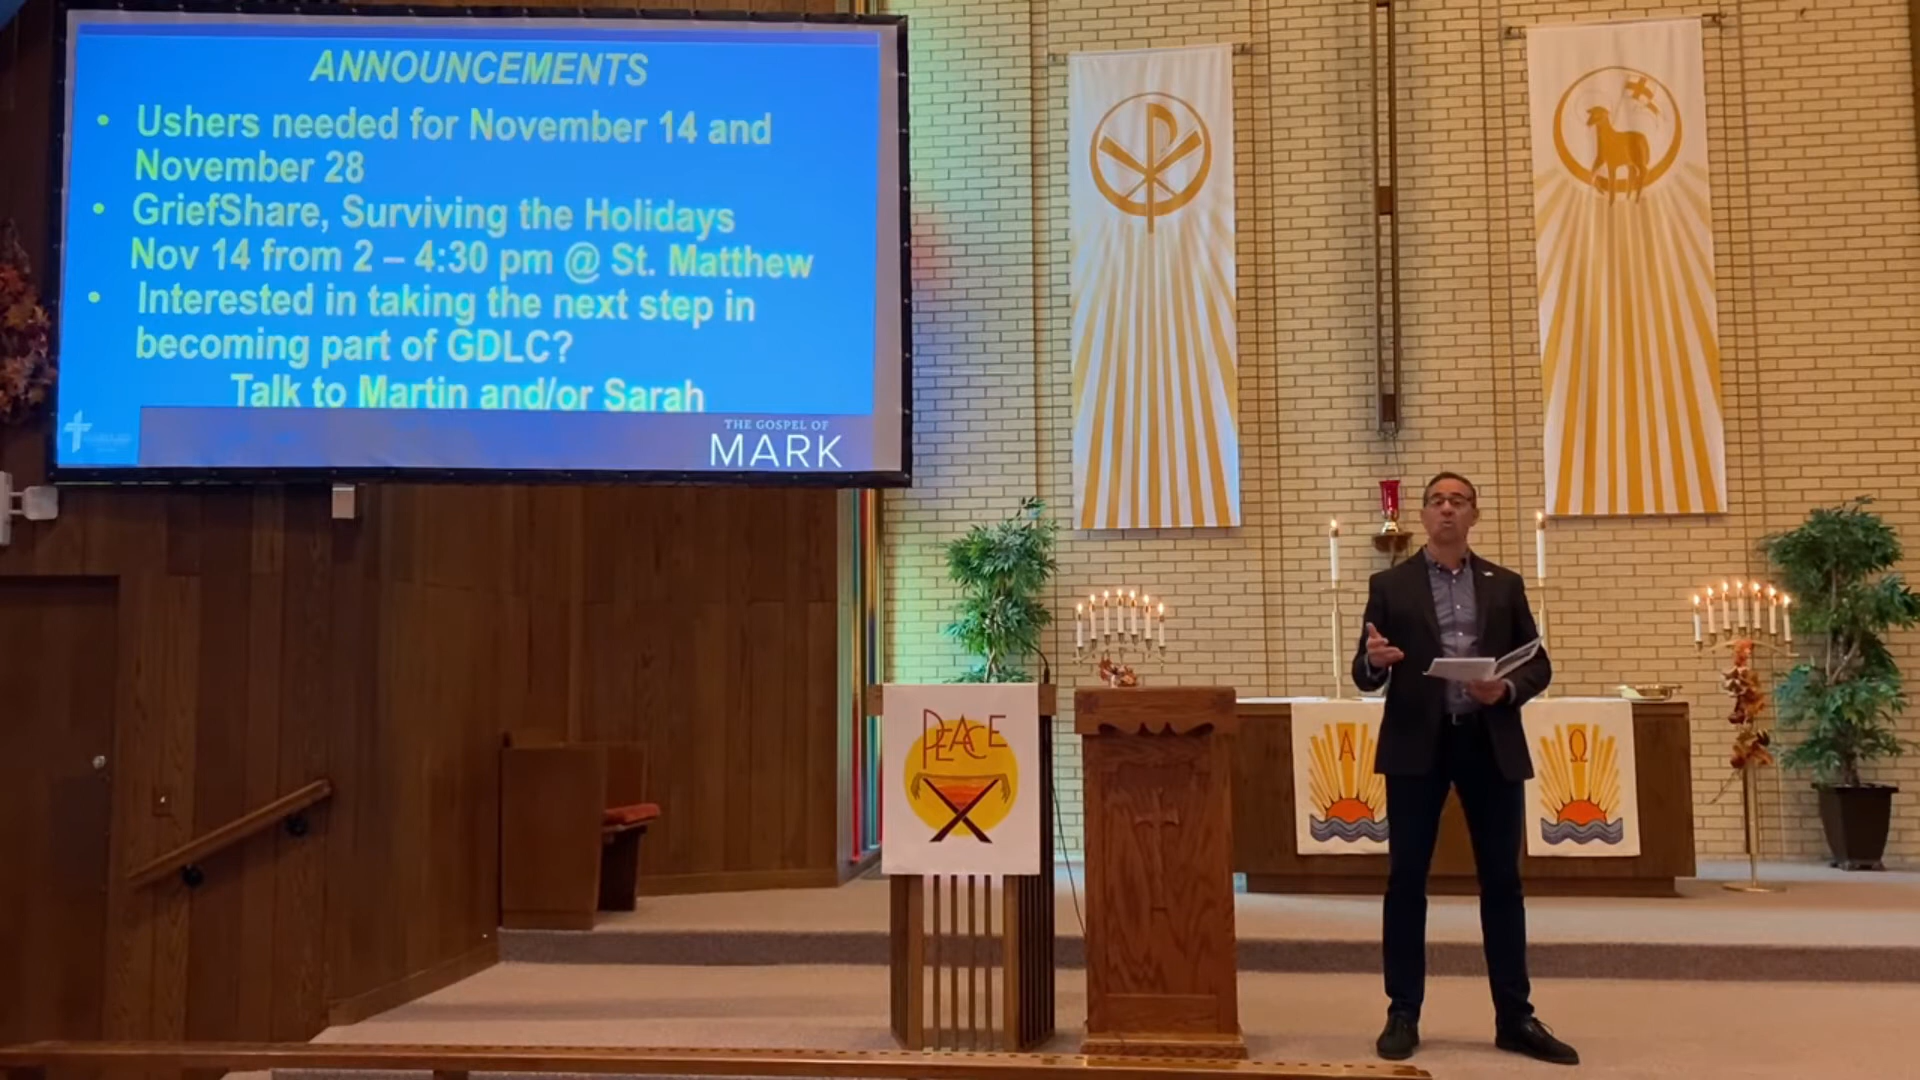 ANNOUNCEMENTS
• Ushers needed for November 14 and
November 28
• GriefShare, Surviving the Holidays
Nov 14 from 2 – 4:30 pm @ St. Matthew
• Interested in taking the next step in
becoming part of GDLC?
Talk to Martin and/or Sarah
THE GOSPEL OF
MARK
PEACE
Α
Ω